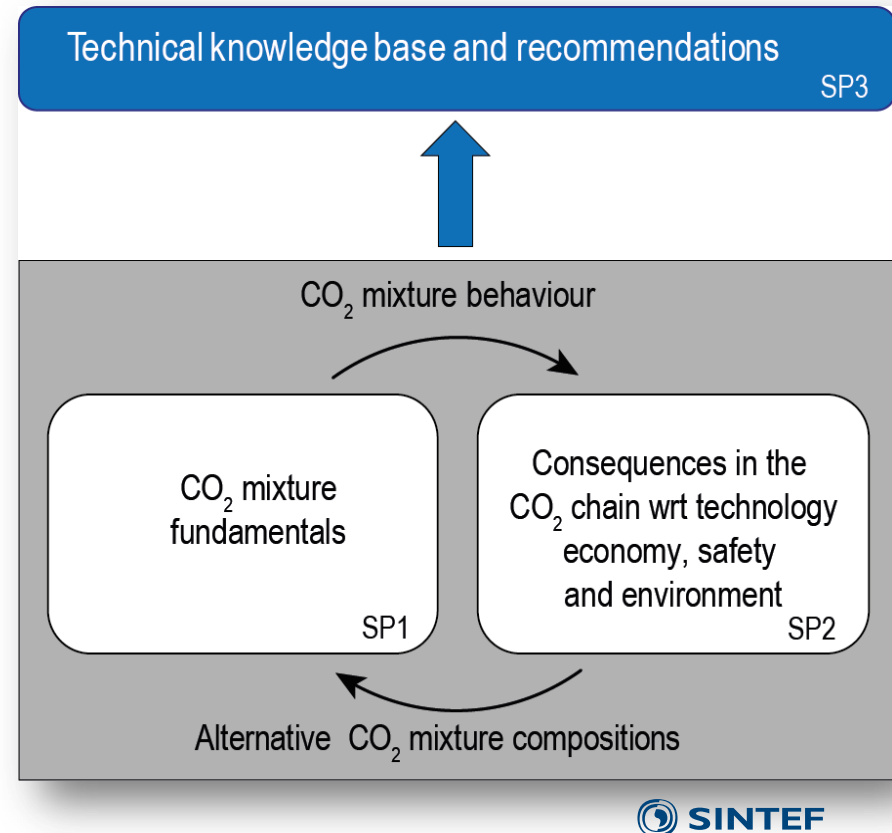 Technical knowledge base and recommendations
SP3
CO₂ mixture behaviour
CO₂ mixture
fundamentals
SP1
Consequences in the
CO₂ chain wrt technology
economy, safety
and environment
SP2
Alternative CO₂ mixture compositions
SINTEF